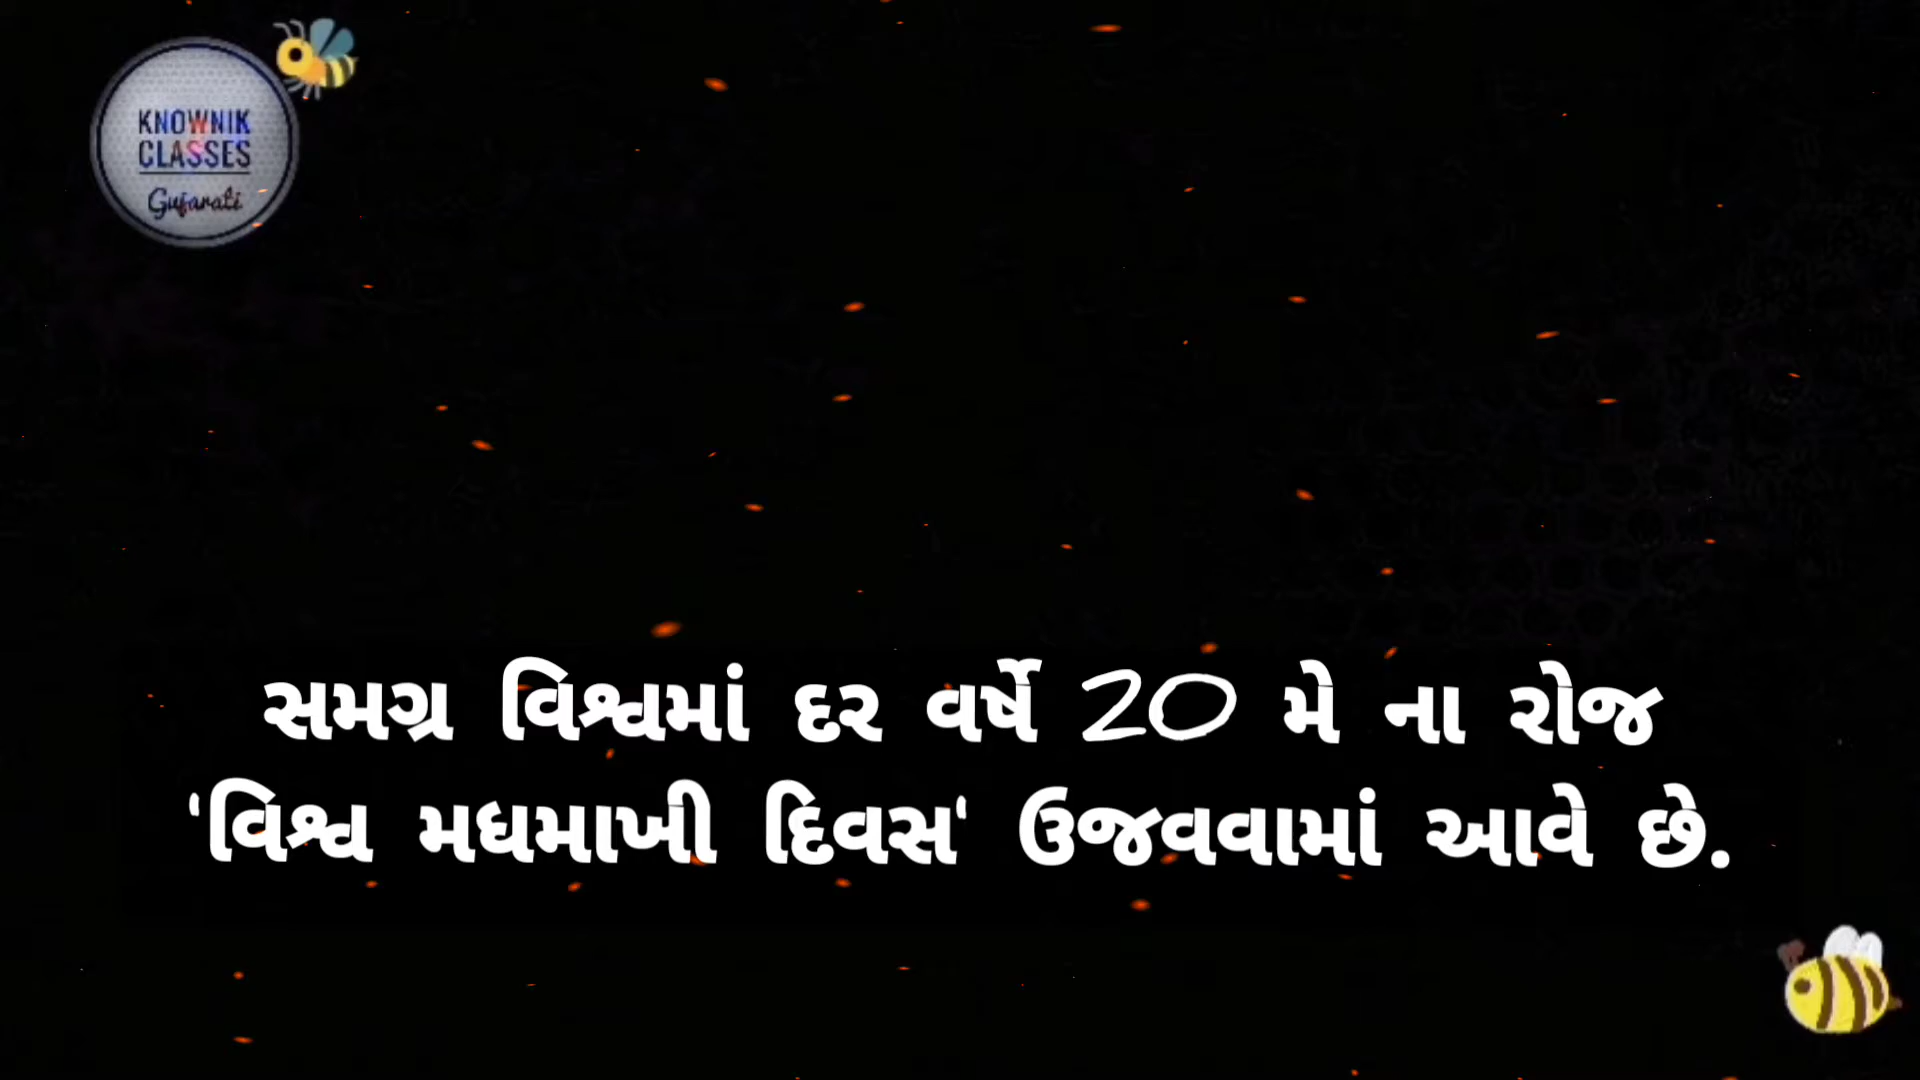 KNOWNIK
CLASSES
Gujarati
સમગ્ર વિશ્વમાં દર વર્ષે 20 મે ના રોજ
'વિશ્વ મધમાખી દિવસ' ઉજવવામાં આવે છે.